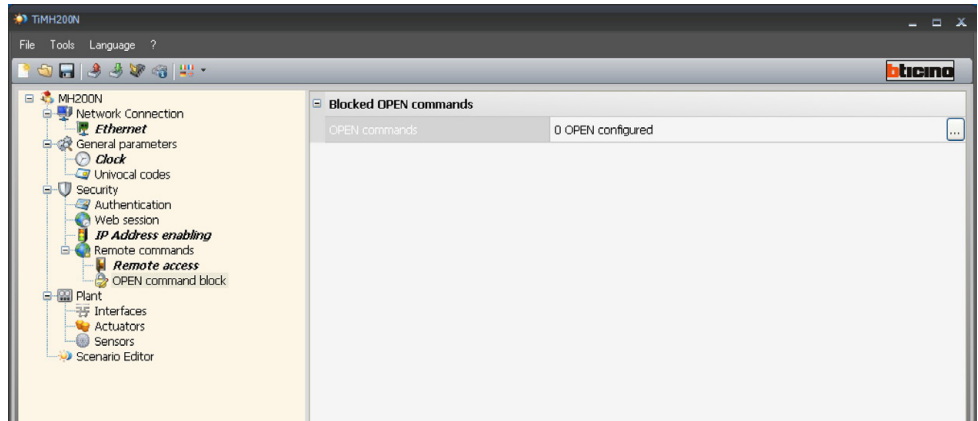 TiMH200N
File Tools Language ?
bticino
MH200N
Network Connection
Ethernet
General parameters
Clock
Univocal codes
Security
Authentication
Web session
IP Address enabling
Remote commands
Remote access
OPEN command block
Plant
Interfaces
Actuators
Sensors
Scenario Editor
Blocked OPEN commands
OPEN commands 0 OPEN configured ...